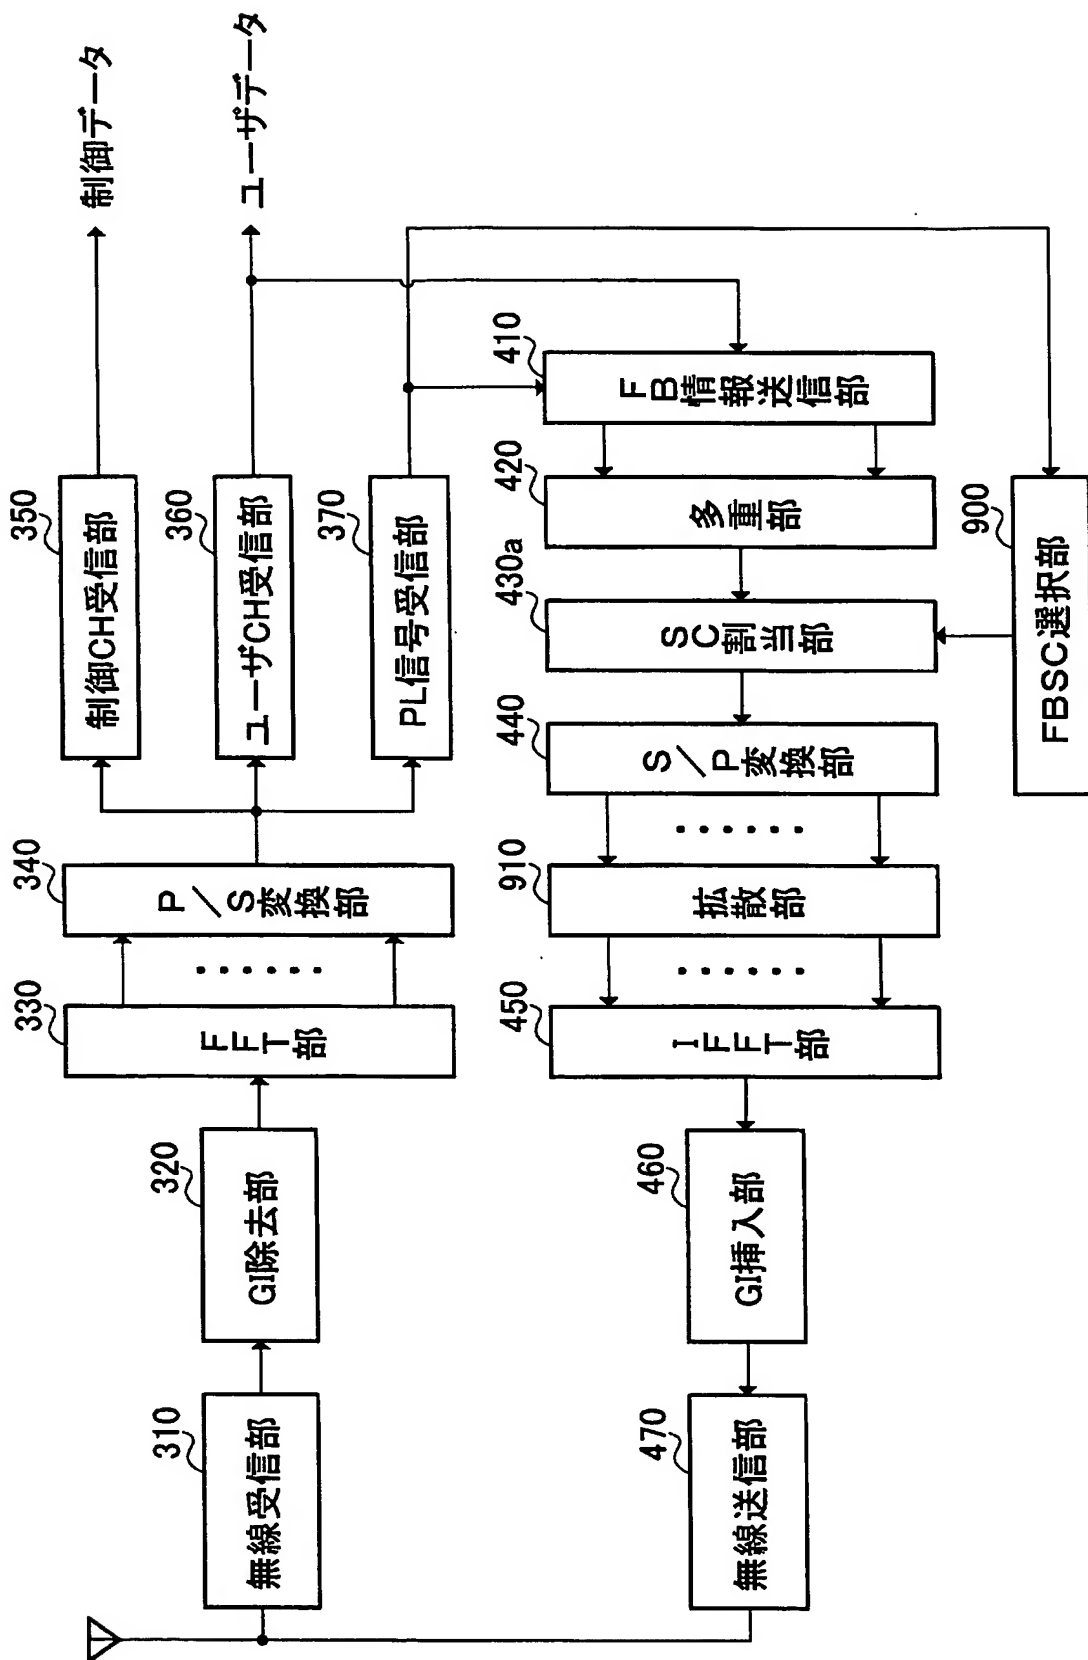 310
無線受信部
320
GI除去部
330
FFT部
340
P/S変換部
350
制御CH受信部
制御データ
360
ユーザCH受信部
ユーザデータ
370
PL信号受信部
410
FB情報送信部
420
多重部
430a
SC割当部
440
S/P変換部
910
拡散部
450
IFFT部
460
GI挿入部
470
無線送信部
900
FBSC選択部